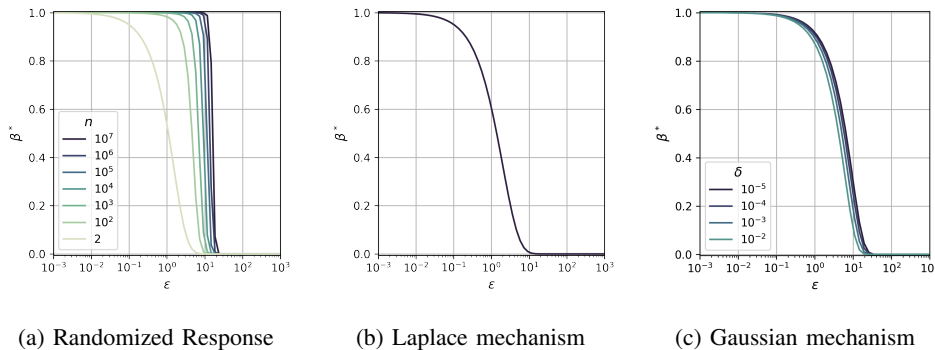 1.0
0.8
0.6
0.4
0.2
0.0
β*
n
10⁷
10⁶
10⁵
10⁴
10³
10²
2
10⁻³ 10⁻² 10⁻¹ 10⁰ 10¹ 10² 10³
ε
(a) Randomized Response
1.0
0.8
0.6
0.4
0.2
0.0
β*
10⁻³ 10⁻² 10⁻¹ 10⁰ 10¹ 10² 10³
ε
(b) Laplace mechanism
1.0
0.8
0.6
0.4
0.2
0.0
β*
δ
10⁻⁵
10⁻⁴
10⁻³
10⁻²
10⁻³ 10⁻² 10⁻¹ 10⁰ 10¹ 10² 10
ε
(c) Gaussian mechanism